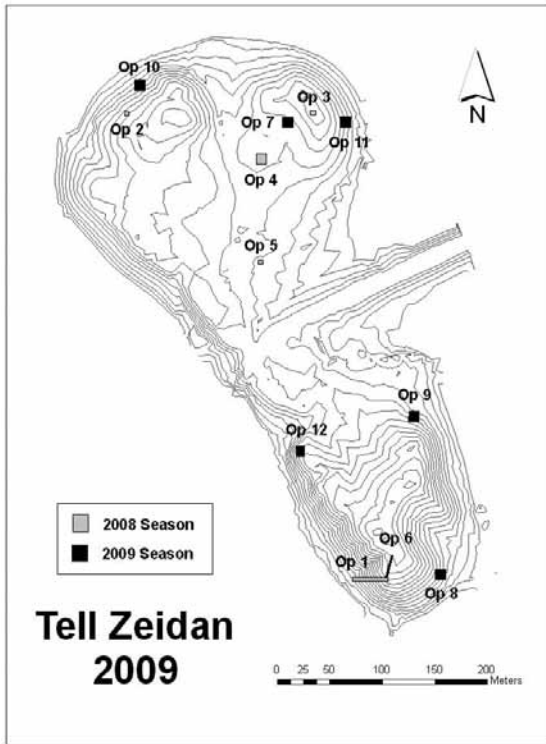 Op 10
Op 3
N
Op 2
Op 7
Op 11
Op 4
Op 5
Op 9
Op 12
2008 Season
2009 Season
Op 6
Op 1
Op 8
Tell Zeidan
2009
0 25 50 100 150 200
Meters